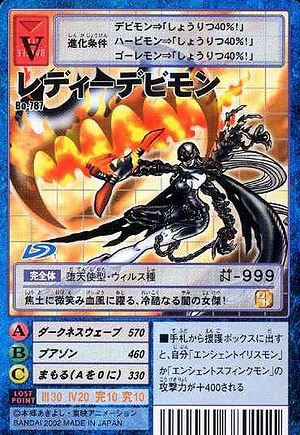 A
進化条件
デビモン⇒「しょうりつ40%!」
ハーピモン⇒「しょうりつ40%!」
ゴーレモン⇒「しょうりつ40%!」
レディーデビモン
Bo-787
完全体 堕天使型・ウィルス種
-999
焦土に微笑み血風に躍る、冷酷なる闇の女傑!
A ダークネスウェーブ 570
B プアゾン 460
C まもる(Aを0に) 330
■手札から援護ボックスに出す
と、自分「エンシェントイリスモン」
か「エンシェントスフィンクモン」の
攻撃力が+400される
LOST POINT III30 IV20 完10 究10
©本郷あきよし・東映アニメーション
BANDAI 2002 MADE IN JAPAN